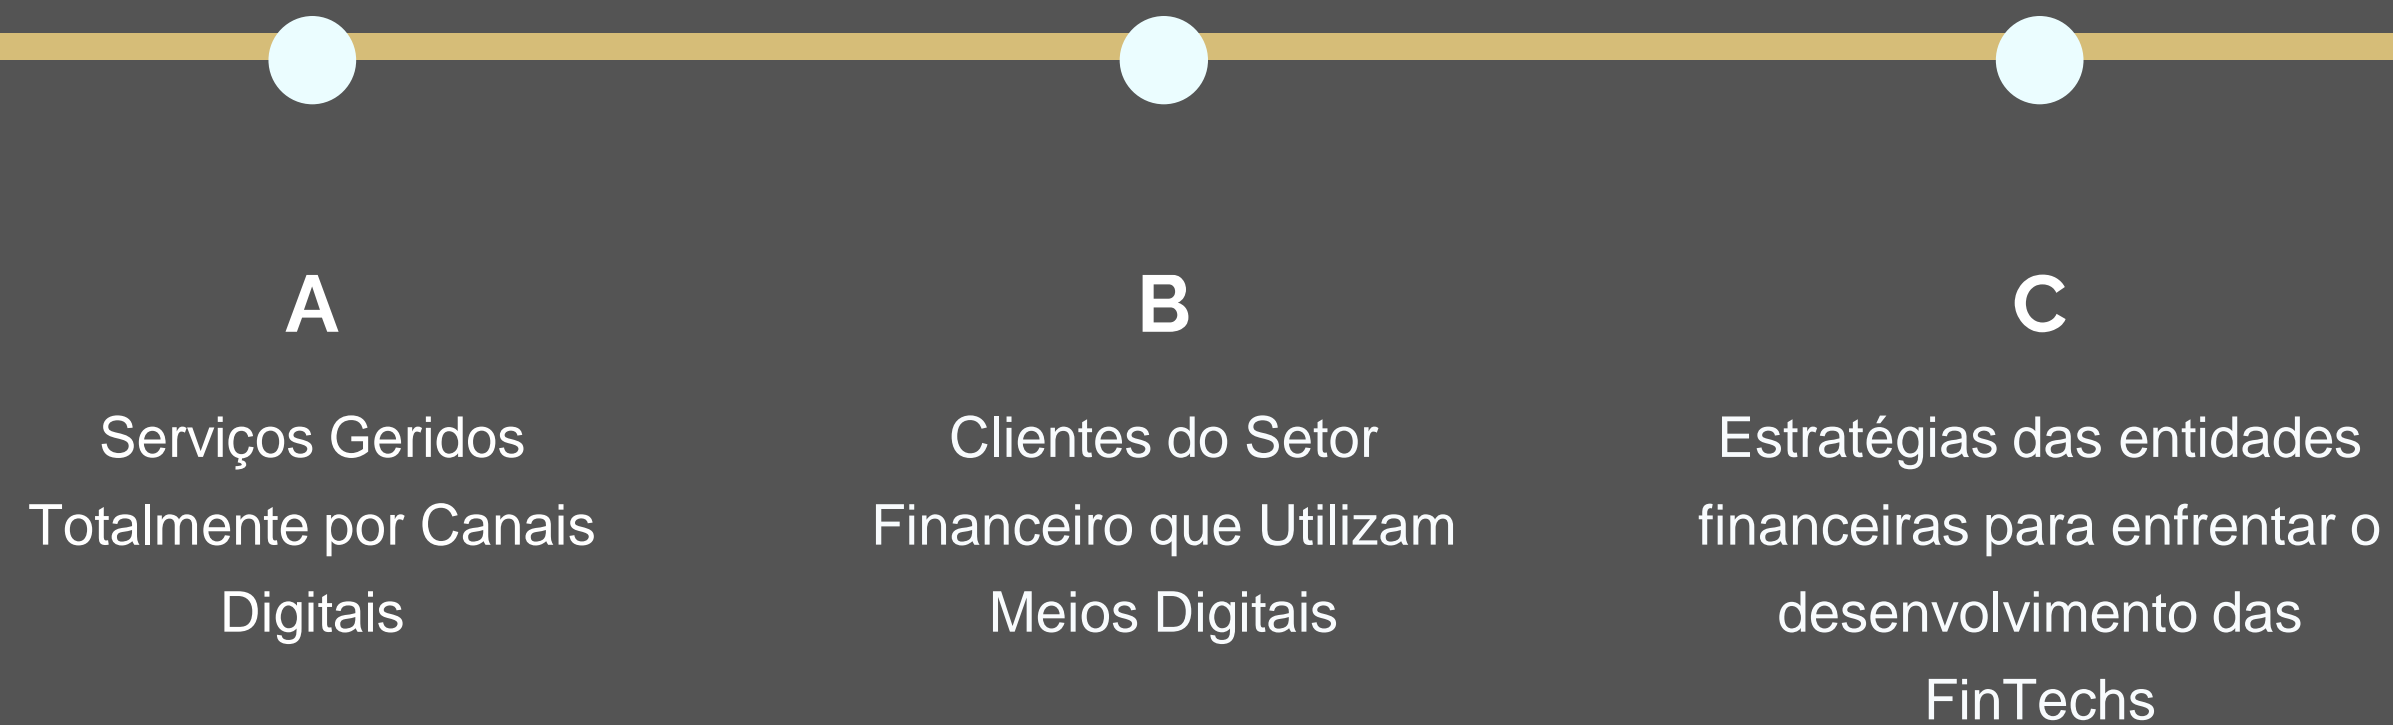 A
Serviços Geridos
Totalmente por Canais
Digitais
B
Clientes do Setor
Financeiro que Utilizam
Meios Digitais
C
Estratégias das entidades
financeiras para enfrentar o
desenvolvimento das
FinTechs